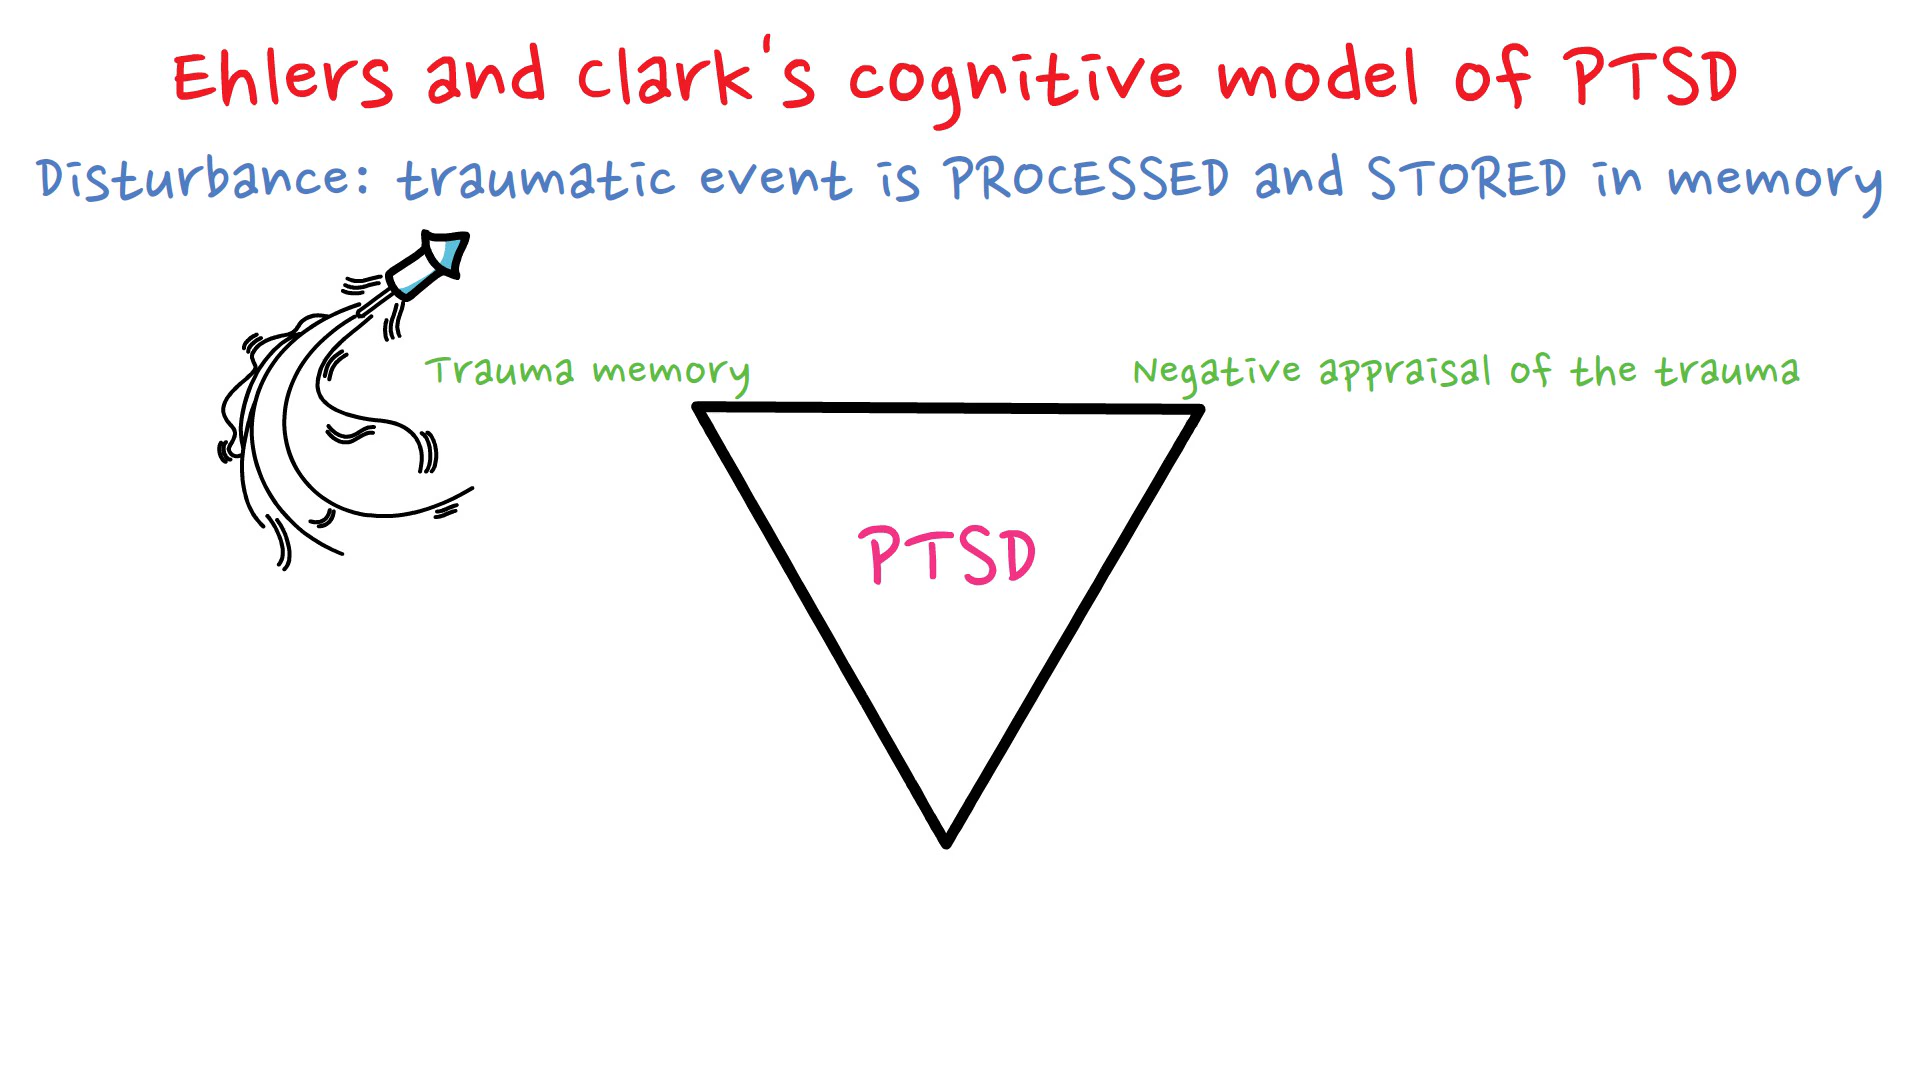 Ehlers and Clark's cognitive model of PTSD
Disturbance: traumatic event is PROCESSED and STORED in memory
Trauma memory
Negative appraisal of the trauma
PTSD